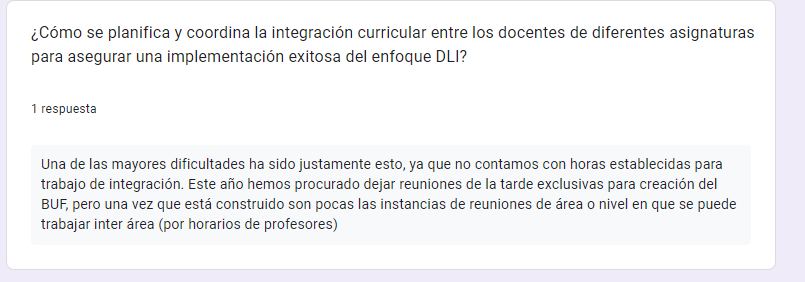 ¿Cómo se planifica y coordina la integración curricular entre los docentes de diferentes asignaturas
para asegurar una implementación exitosa del enfoque DLI?
1 respuesta
Una de las mayores dificultades ha sido justamente esto, ya que no contamos con horas establecidas para
trabajo de integración. Este año hemos procurado dejar reuniones de la tarde exclusivas para creación del
BUF, pero una vez que está construido son pocas las instancias de reuniones de área o nivel en que se puede
trabajar inter área (por horarios de profesores)